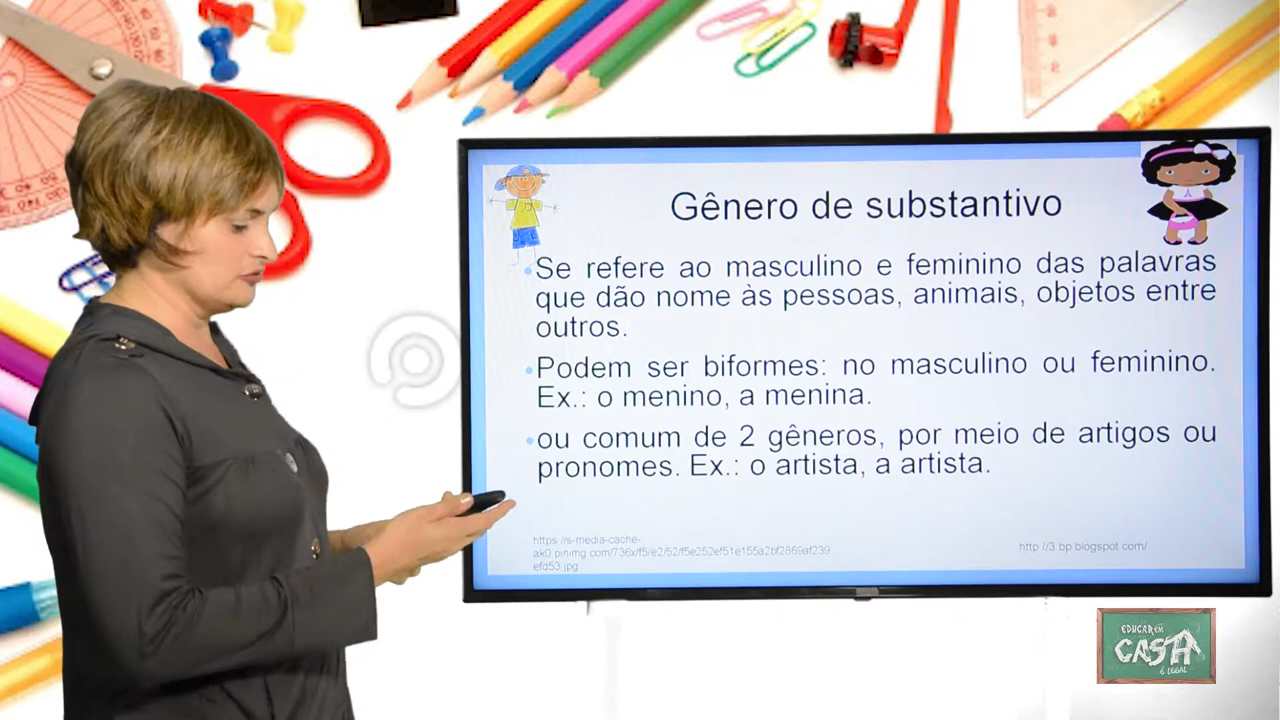 Gênero de substantivo
•Se refere ao masculino e feminino das palavras
que dão nome às pessoas, animais, objetos entre
outros.
•Podem ser biformes: no masculino ou feminino.
Ex.: o menino, a menina.
•ou comum de 2 gêneros, por meio de artigos ou
pronomes. Ex.: o artista, a artista.
https://s-media-cache-
ak0.pinimg.com/736x/f5/e2/52/f5e252ef51e155a2bf2869af239
efd53.jpg
http://3.bp.blogspot.com/
EDUCAR EM
CASA
É LEGAL